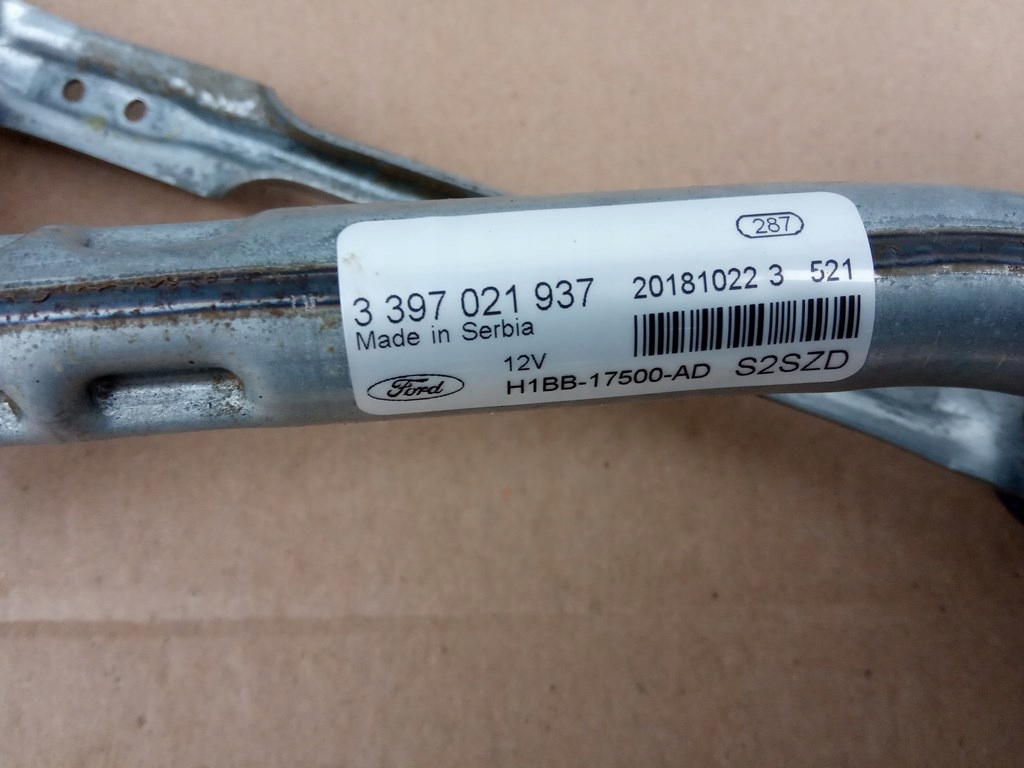 287
3 397 021 937 20181022 3 521
Made in Serbia
12V
Ford H1BB-17500-AD S2SZD